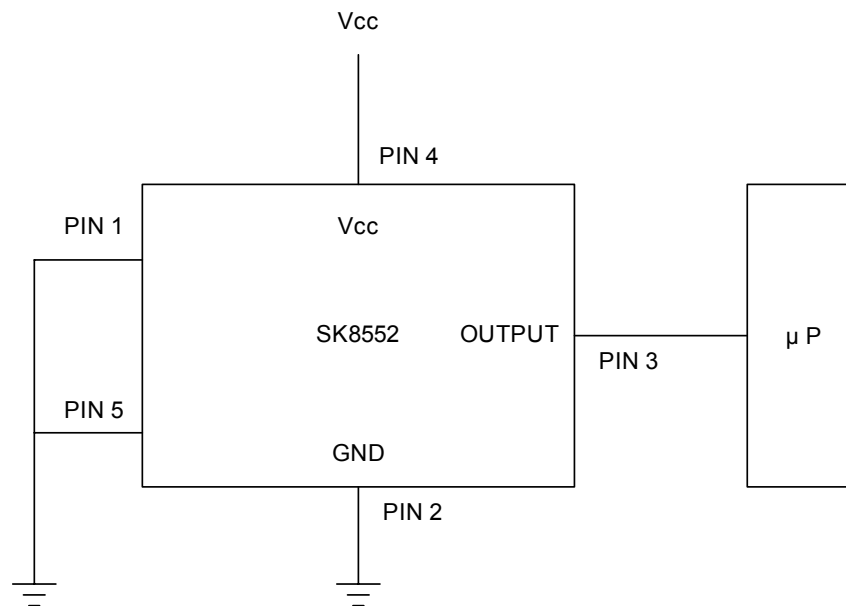 Vcc
PIN 4
PIN 1
Vcc
SK8552
OUTPUT
µ P
PIN 3
PIN 5
GND
PIN 2